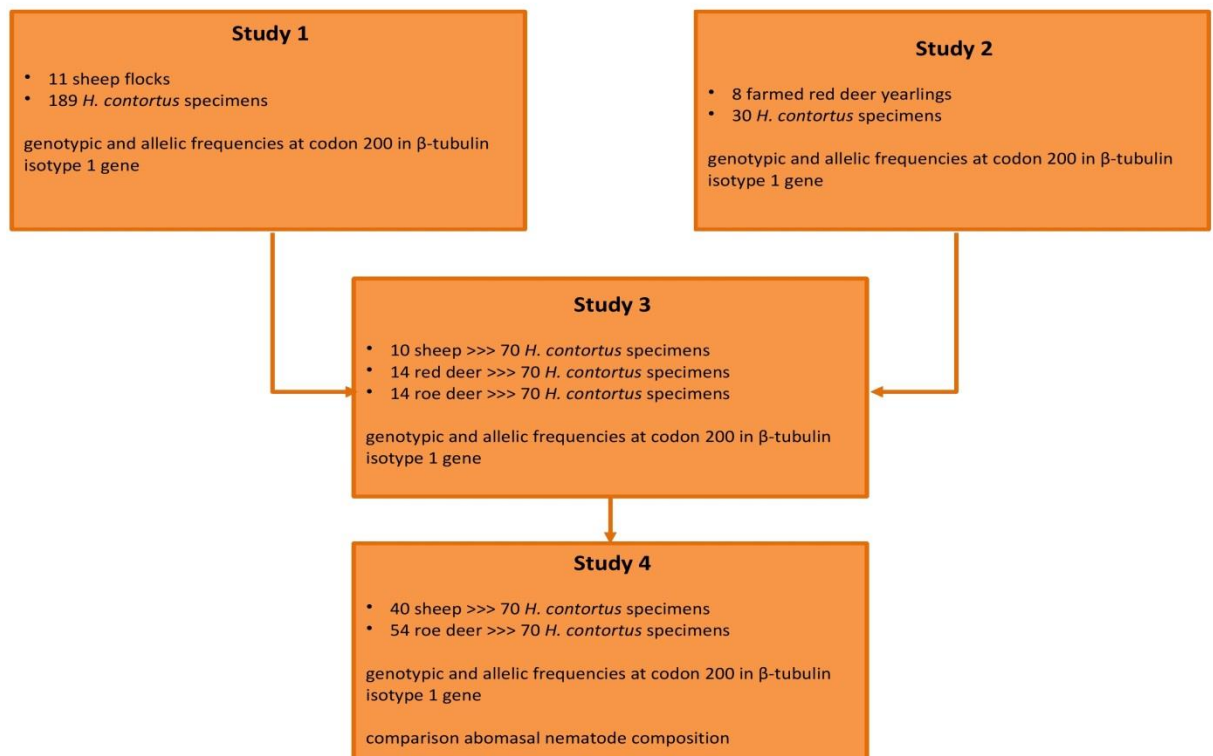 Study 1
• 11 sheep flocks
• 189 H. contortus specimens
genotypic and allelic frequencies at codon 200 in β-tubulin
isotype 1 gene
Study 2
• 8 farmed red deer yearlings
• 30 H. contortus specimens
genotypic and allelic frequencies at codon 200 in β-tubulin
isotype 1 gene
Study 3
• 10 sheep >>> 70 H. contortus specimens
• 14 red deer >>> 70 H. contortus specimens
• 14 roe deer >>> 70 H. contortus specimens
genotypic and allelic frequencies at codon 200 in β-tubulin
isotype 1 gene
Study 4
• 40 sheep >>> 70 H. contortus specimens
• 54 roe deer >>> 70 H. contortus specimens
genotypic and allelic frequencies at codon 200 in β-tubulin
isotype 1 gene
comparison abomasal nematode composition